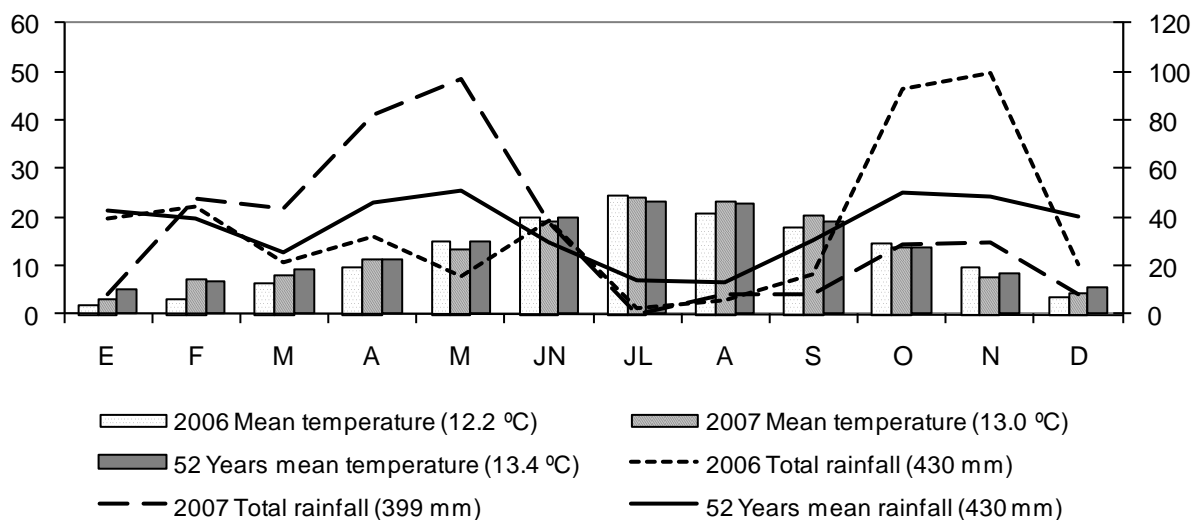 60 120
50 100
40 80
30 60
20 40
10 20
0 0
E F M A M JN JL A S O N D
2006 Mean temperature (12.2 ºC) 2007 Mean temperature (13.0 ºC)
52 Years mean temperature (13.4 ºC) 2006 Total rainfall (430 mm)
2007 Total rainfall (399 mm) 52 Years mean rainfall (430 mm)